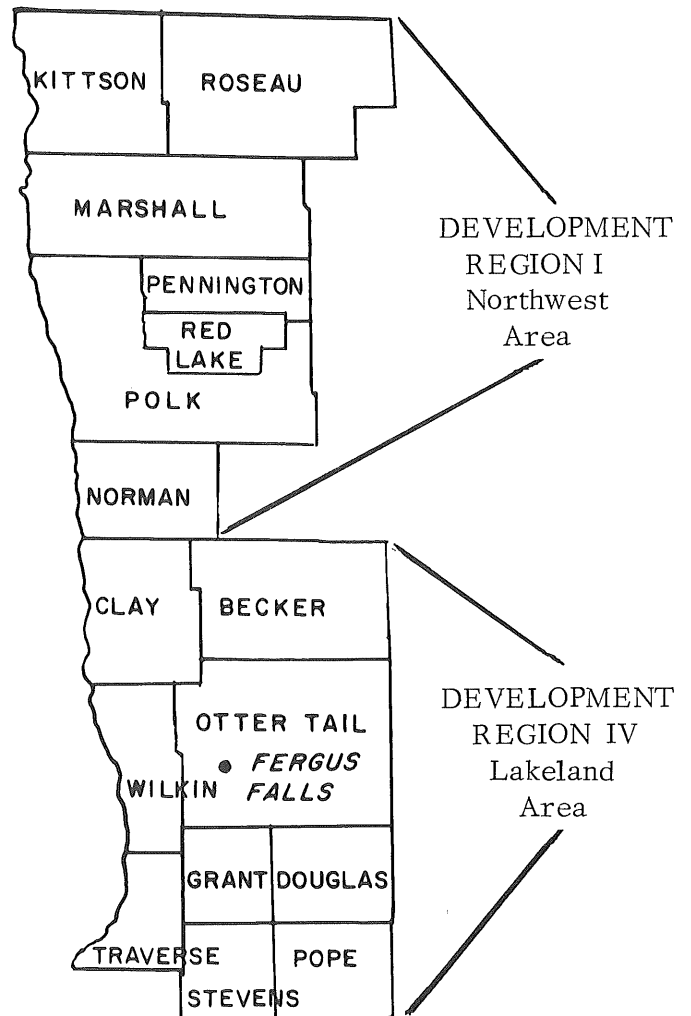 KITTSON
ROSEAU
MARSHALL
PENNINGTON
RED
LAKE
POLK
NORMAN
DEVELOPMENT
REGION I
Northwest
Area
CLAY
BECKER
OTTER TAIL
FERGUS
FALLS
WILKIN
GRANT
DOUGLAS
TRAVERSE
POPE
STEVENS
DEVELOPMENT
REGION IV
Lakeland
Area